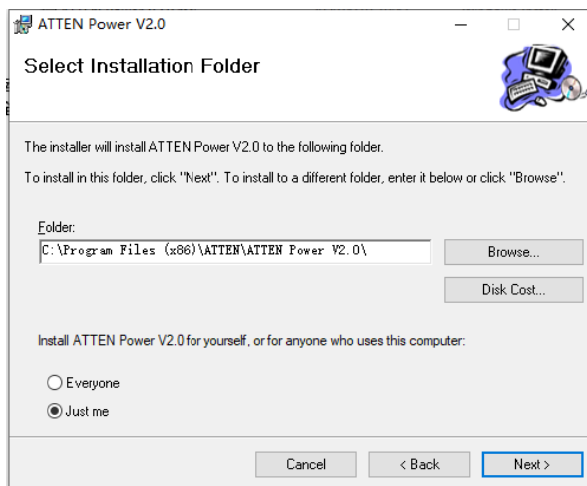 ATTEN Power V2.0
Select Installation Folder
The installer will install ATTEN Power V2.0 to the following folder.
To install in this folder, click "Next". To install to a different folder, enter it below or click "Browse".
Folder:
C:\Program Files (x86)\ATTEN\ATTEN Power V2.0\
Browse...
Disk Cost...
Install ATTEN Power V2.0 for yourself, or for anyone who uses this computer:
Everyone
Just me
Cancel
< Back
Next >